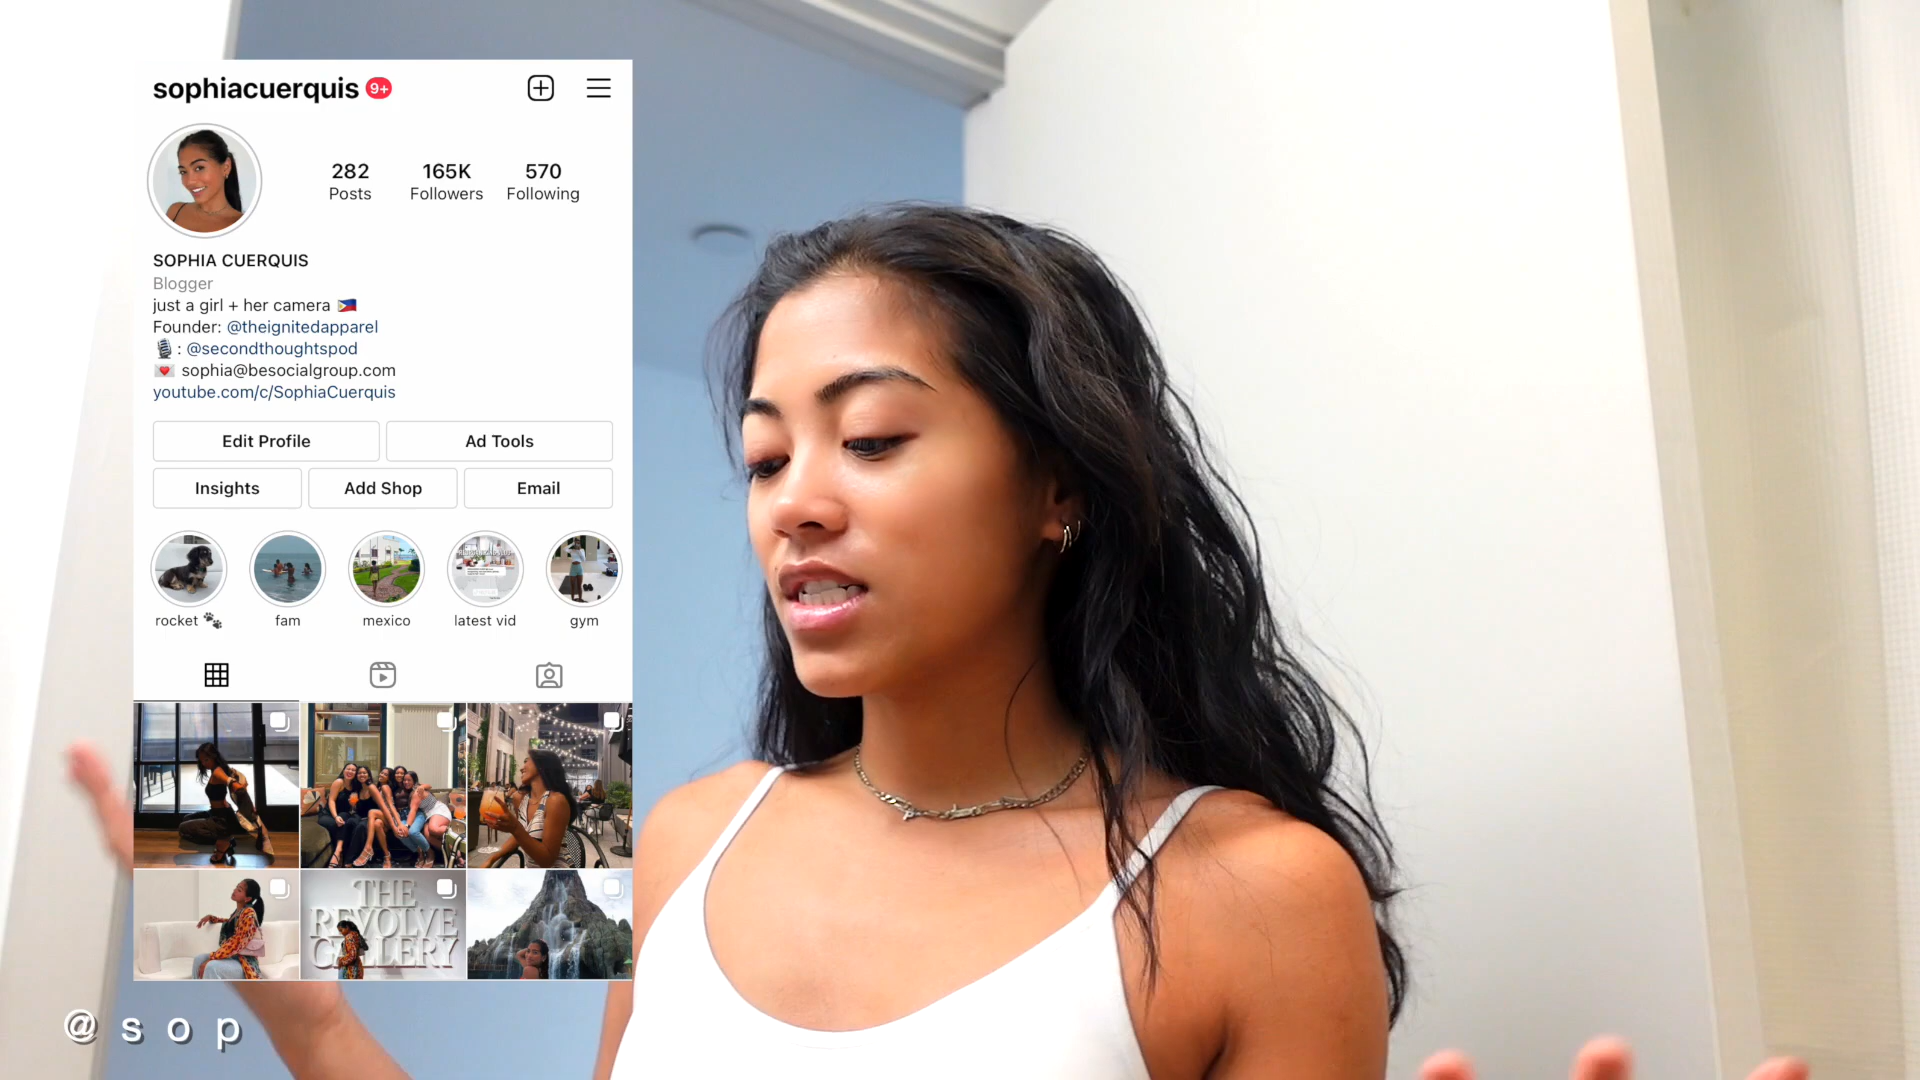 sophiacuerquis 9+
282 165K 570
Posts Followers Following
SOPHIA CUERQUIS
Blogger
just a girl + her camera 🇵🇭
Founder: @theignitedapparel
🎙️ : @secondthoughtspod
💌 sophia@besocialgroup.com
youtube.com/c/SophiaCuerquis
Edit Profile Ad Tools
Insights Add Shop Email
rocket 🐾 fam mexico latest vid gym
THE
REVOLVE
GALLERY
@sop